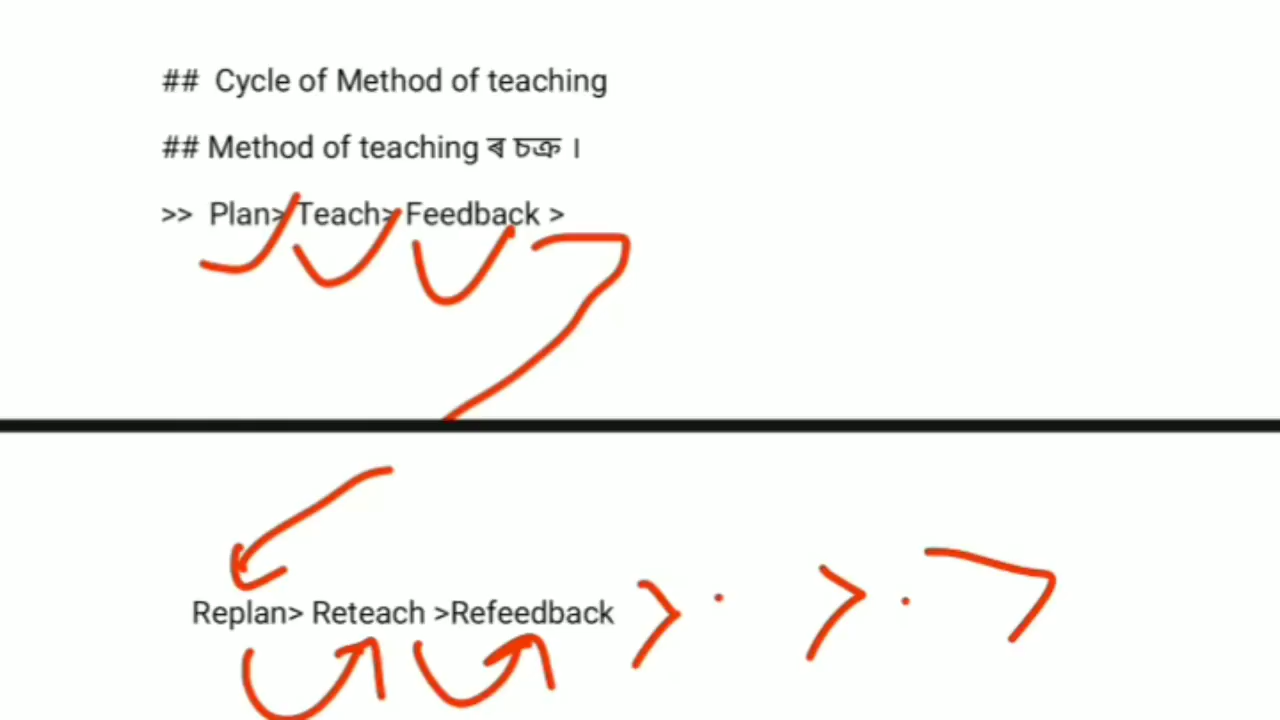 ## Cycle of Method of teaching
## Method of teaching ৰ চক্ৰ ।
>> Plan> Teach> Feedback >
Replan> Reteach >Refeedback